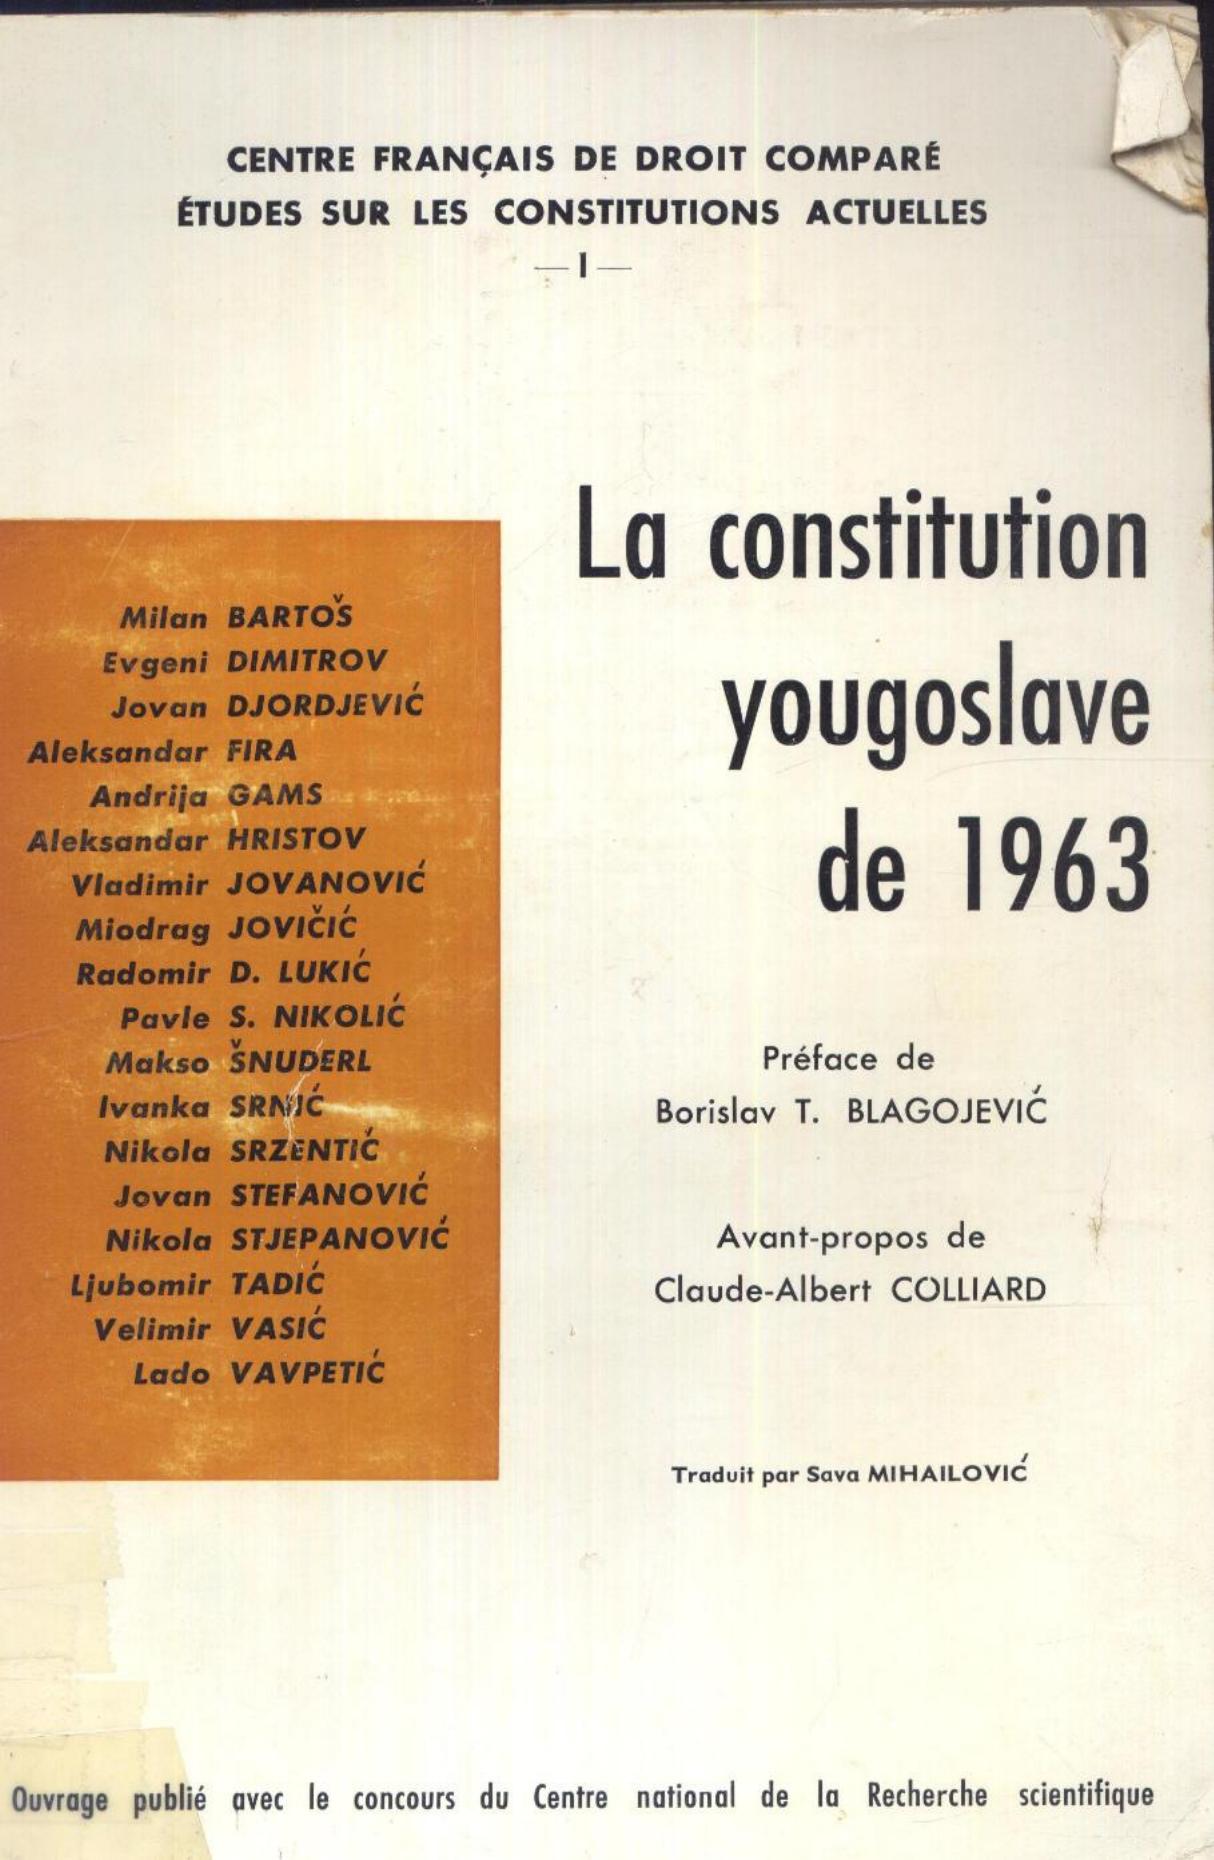 CENTRE FRANÇAIS DE DROIT COMPARÉ
ÉTUDES SUR LES CONSTITUTIONS ACTUELLES
— I —
La constitution
yougoslave
de 1963
Milan BARTOŠ
Evgeni DIMITROV
Jovan DJORDJEVIĆ
Aleksandar FIRA
Andrija GAMS
Aleksandar HRISTOV
Vladimir JOVANOVIĆ
Miodrag JOVIČIĆ
Radomir D. LUKIĆ
Pavle S. NIKOLIĆ
Makso ŠNUDERL
Ivanka SRNIĆ
Nikola SRZENTIĆ
Jovan STEFANOVIĆ
Nikola STJEPANOVIĆ
Ljubomir TADIĆ
Velimir VASIĆ
Lado VAVPETIĆ
Préface de
Borislav T. BLAGOJEVIĆ
Avant-propos de
Claude-Albert COLLIARD
Traduit par Sava MIHAILOVIĆ
Ouvrage publié avec le concours du Centre national de la Recherche scientifique